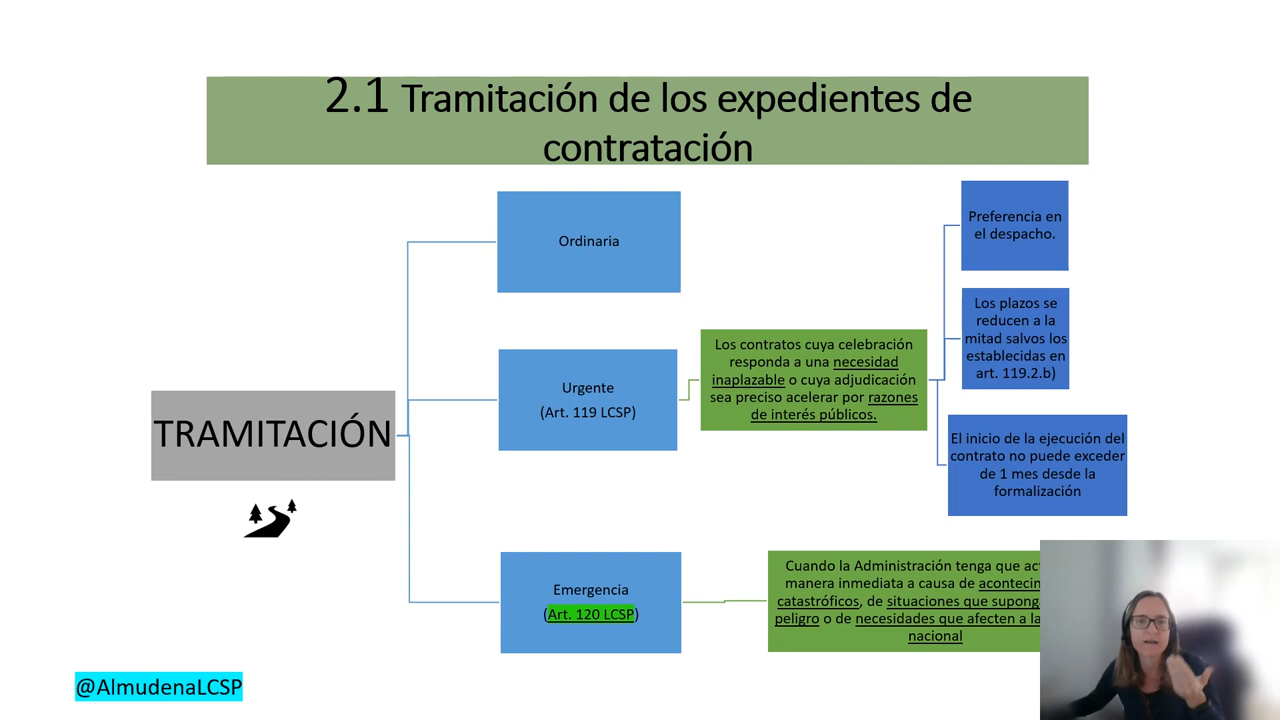 2.1 Tramitación de los expedientes de
contratación
TRAMITACIÓN
Ordinaria
Urgente
(Art. 119 LCSP)
Los contratos cuya celebración
responda a una necesidad
inaplazable o cuya adjudicación
sea preciso acelerar por razones
de interés públicos.
Preferencia en
el despacho.
Los plazos se
reducen a la
mitad salvos los
establecidas en
art. 119.2.b)
El inicio de la ejecución del
contrato no puede exceder
de 1 mes desde la
formalización
Emergencia
(Art. 120 LCSP)
Cuando la Administración tenga que
manera inmediata a causa de
catastróficos, de situaciones que
peligro o de necesidades que afecten a la
nacional
@AlmudenaLCSP